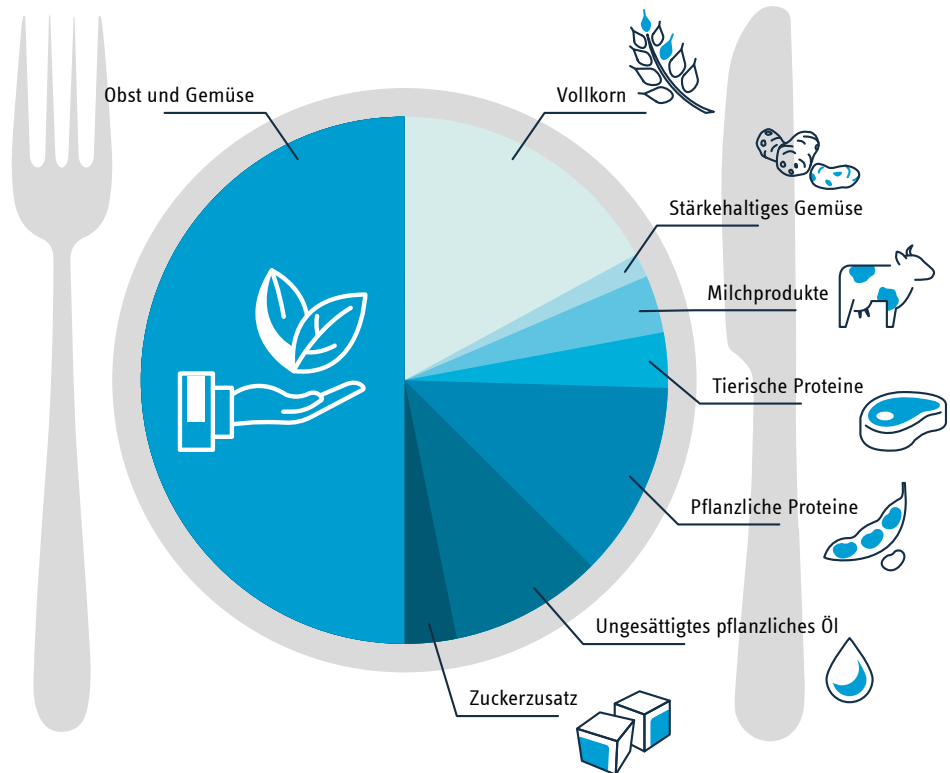 Obst und Gemüse
Vollkorn
Stärkehaltiges Gemüse
Milchprodukte
Tierische Proteine
Pflanzliche Proteine
Ungesättigtes pflanzliches Öl
Zuckerzusatz